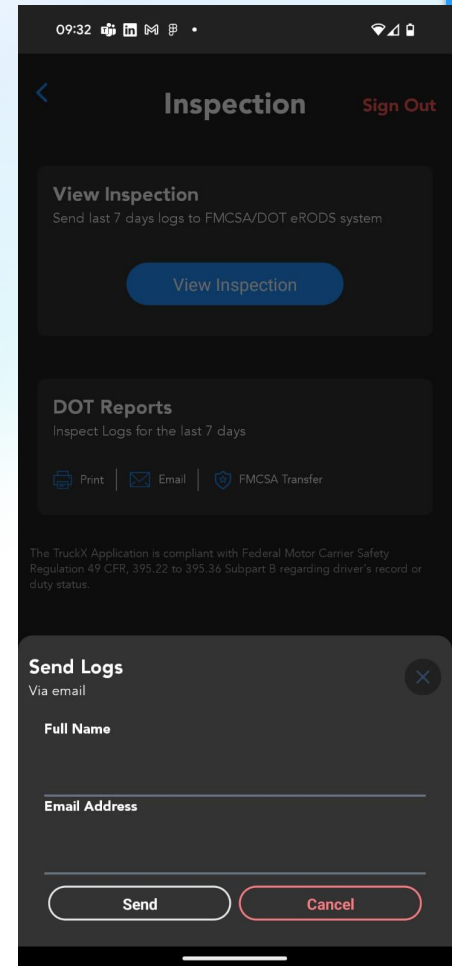 09:32
Inspection
Sign Out
View Inspection
Send last 7 days logs to FMCSA/DOT eRODS system
View Inspection
DOT Reports
Inspect Logs for the last 7 days
Print
Email
FMCSA Transfer
The TruckX Application is compliant with Federal Motor Carrier Safety
Regulation 49 CFR, 395.22 to 395.36 Subpart B regarding driver's record or
duty status.
Send Logs
Via email
Full Name
Email Address
Send
Cancel